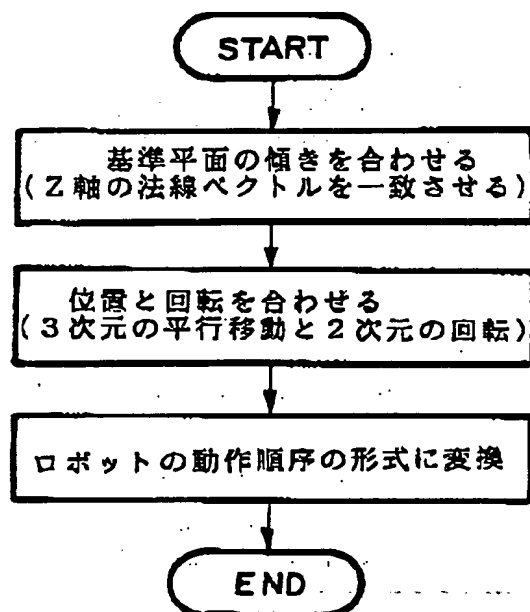 START
基準平面の傾きを合わせる
(Z軸の法線ベクトルを一致させる)
位置と回転を合わせる
(3次元の平行移動と2次元の回転)
ロボットの動作順序の形式に変換
END